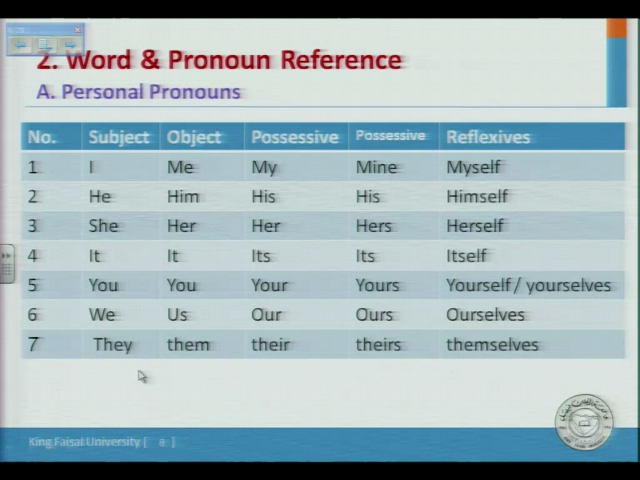 2. Word & Pronoun Reference
A. Personal Pronouns
No. Subject Object Possessive Possessive Reflexives
1 I Me My Mine Myself
2 He Him His His Himself
3 She Her Her Hers Herself
4 It It Its Its Itself
5 You You Your Yours Yourself / yourselves
6 We Us Our Ours Ourselves
7 They them their theirs themselves
King Faisal University [ 8 ]